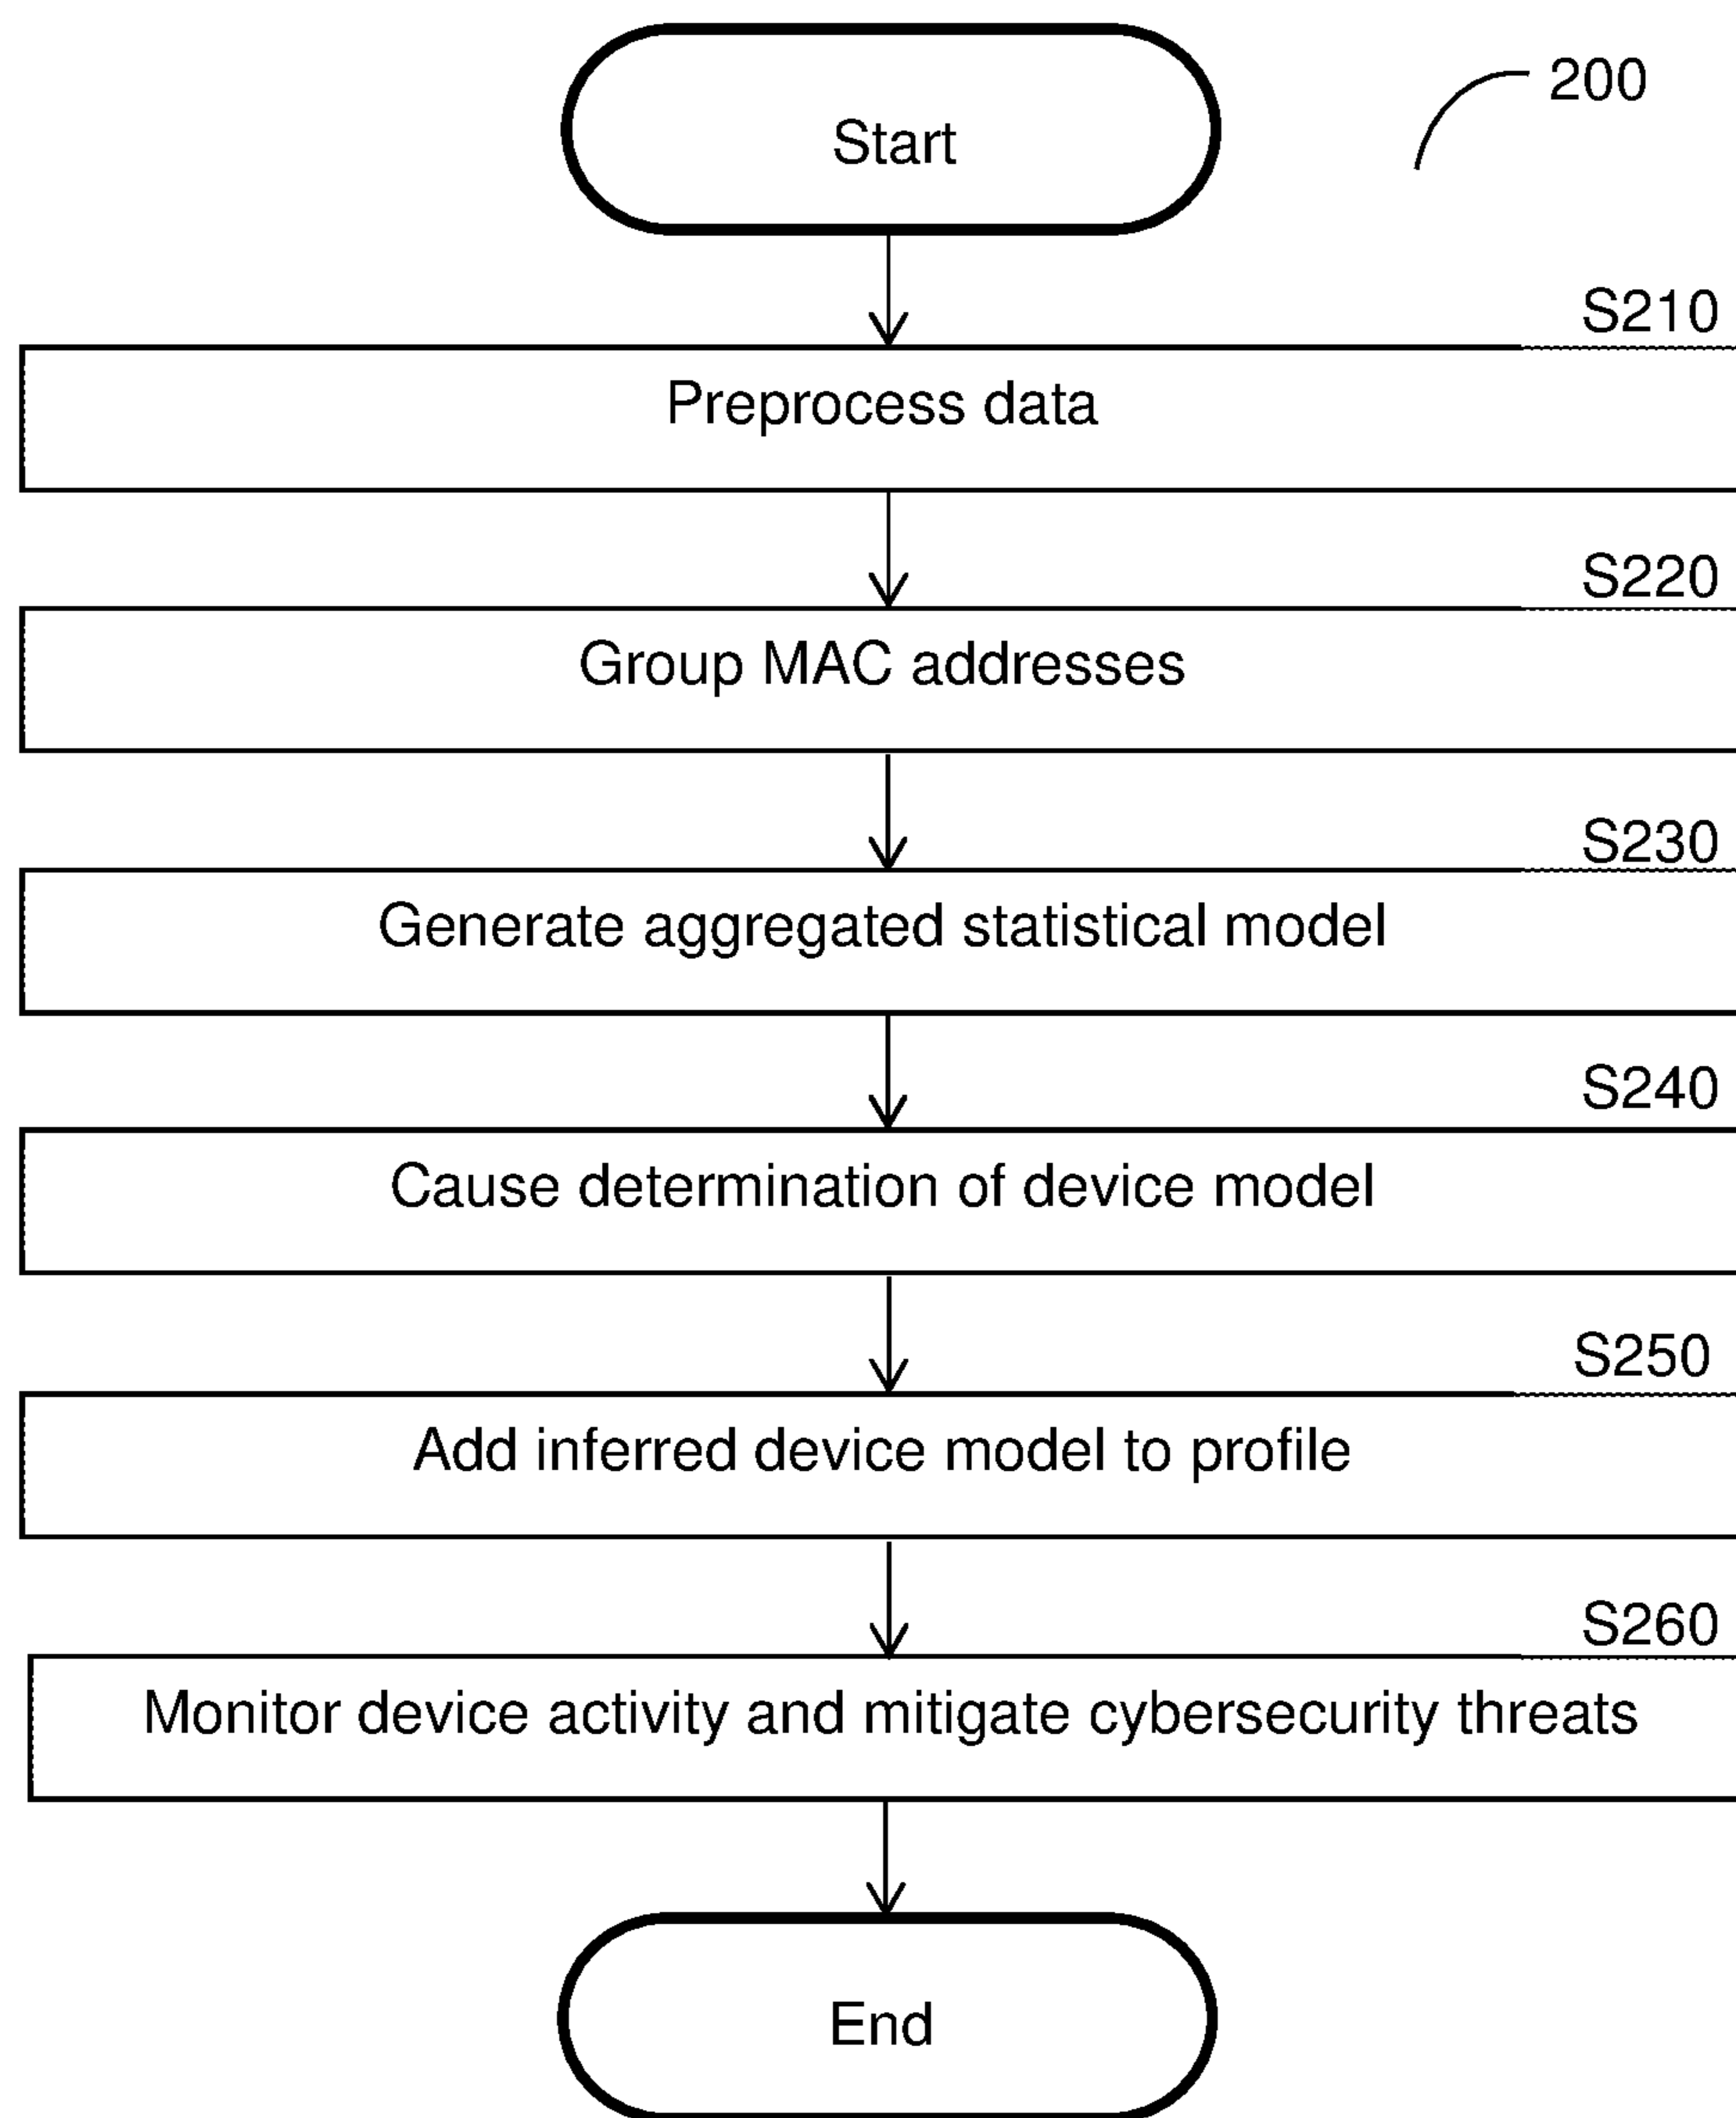 Start
200
S210
Preprocess data
S220
Group MAC addresses
S230
Generate aggregated statistical model
S240
Cause determination of device model
S250
Add inferred device model to profile
S260
Monitor device activity and mitigate cybersecurity threats
End